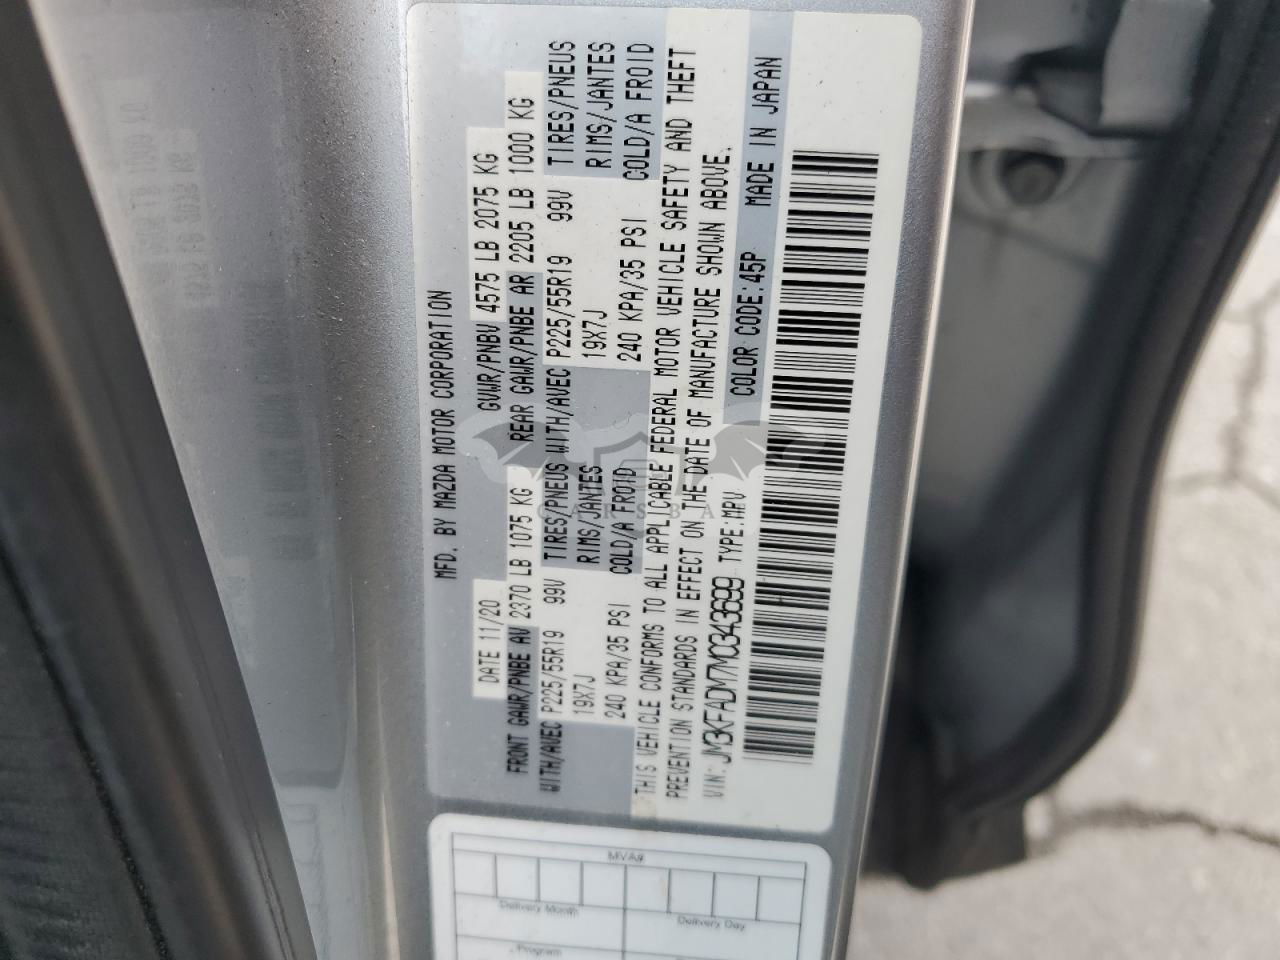 MFD. BY MAZDA MOTOR CORPORATION
DATE 11/20 GVWR/PNBV 4575 LB 2075 KG
FRONT GAWR/PNBE AV 2370 LB 1075 KG REAR GAWR/PNBE AR 2205 LB 1000 KG
WITH/AVEC P225/55R19 99V TIRES/PNEUS WITH/AVEC P225/55R19 99V TIRES/PNEUS
19X7J RIMS/JANTES 19X7J RIMS/JANTES
240 KPA/35 PSI COLD/A FROID 240 KPA/35 PSI COLD/A FROID
THIS VEHICLE CONFORMS TO ALL APPLICABLE FEDERAL MOTOR VEHICLE SAFETY AND THEFT
PREVENTION STANDARDS IN EFFECT ON THE DATE OF MANUFACTURE SHOWN ABOVE.
VIN: JM3KFADM7M0343699 TYPE:MPV COLOR CODE:45P MADE IN JAPAN
CARSBA
MVA#
Delivery Month Delivery Day
Program